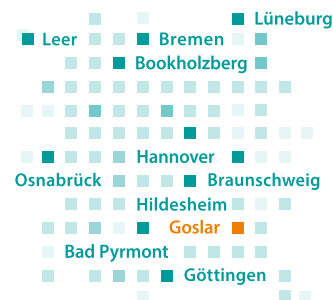 Lüneburg
Leer
Bremen
Bookholzberg
Hannover
Osnabrück
Braunschweig
Hildesheim
Goslar
Bad Pyrmont
Göttingen